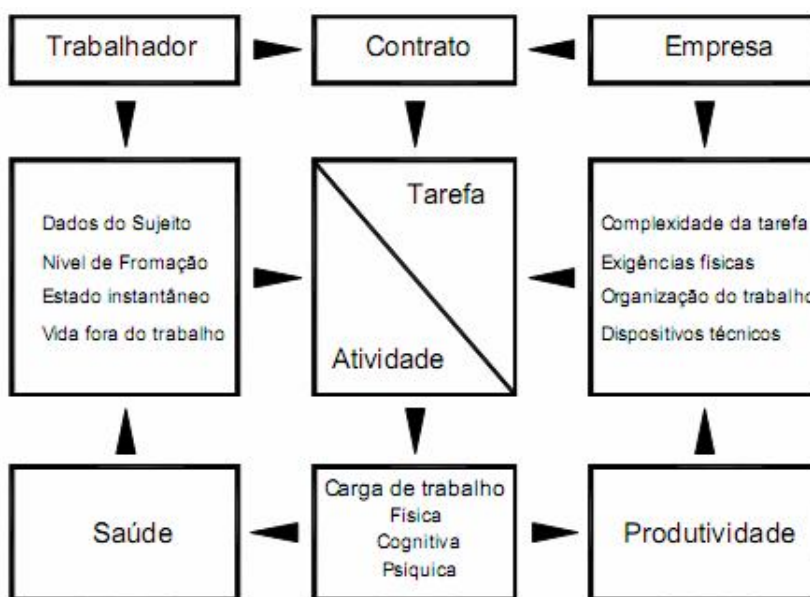 Trabalhador
Contrato
Empresa
Dados do Sujeito
Nível de Fromação
Estado instantâneo
Vida fora do trabalho
Tarefa
Atividade
Complexidade da tarefa
Exigências físicas
Organização do trabalho
Dispositivos técnicos
Saúde
Carga de trabalho
Física
Cognitiva
Psíquica
Produtividade